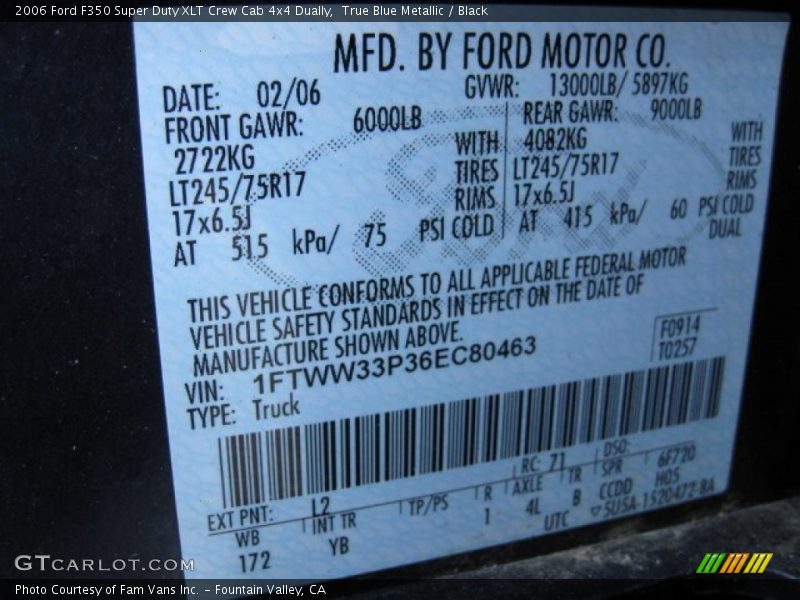 2006 Ford F350 Super Duty XLT Crew Cab 4x4 Dually, True Blue Metallic / Black
MFD. BY FORD MOTOR CO.
DATE: 02/06 GVWR: 13000LB/ 5897KG
FRONT GAWR: 6000LB REAR GAWR: 9000LB
2722KG WITH 4082KG WITH
LT245/75R17 TIRES LT245/75R17 TIRES
17x6.5J RIMS 17x6.5J RIMS
AT 515 kPa/ 75 PSI COLD AT 415 kPa/ 60 PSI COLD
DUAL
THIS VEHICLE CONFORMS TO ALL APPLICABLE FEDERAL MOTOR
VEHICLE SAFETY STANDARDS IN EFFECT ON THE DATE OF
MANUFACTURE SHOWN ABOVE.
F0914
T0257
VIN: 1FTWW33P36EC80463
TYPE: Truck
EXT PNT: L2 RC: 71 DSO:
WB INT TR TP/PS R AXLE TR SPR 6F720
172 YB 1 4L B CCDD H0S
UTC ▽5U5A-1520472-BA
GTCARLOT.COM
Photo Courtesy of Fam Vans Inc. - Fountain Valley, CA